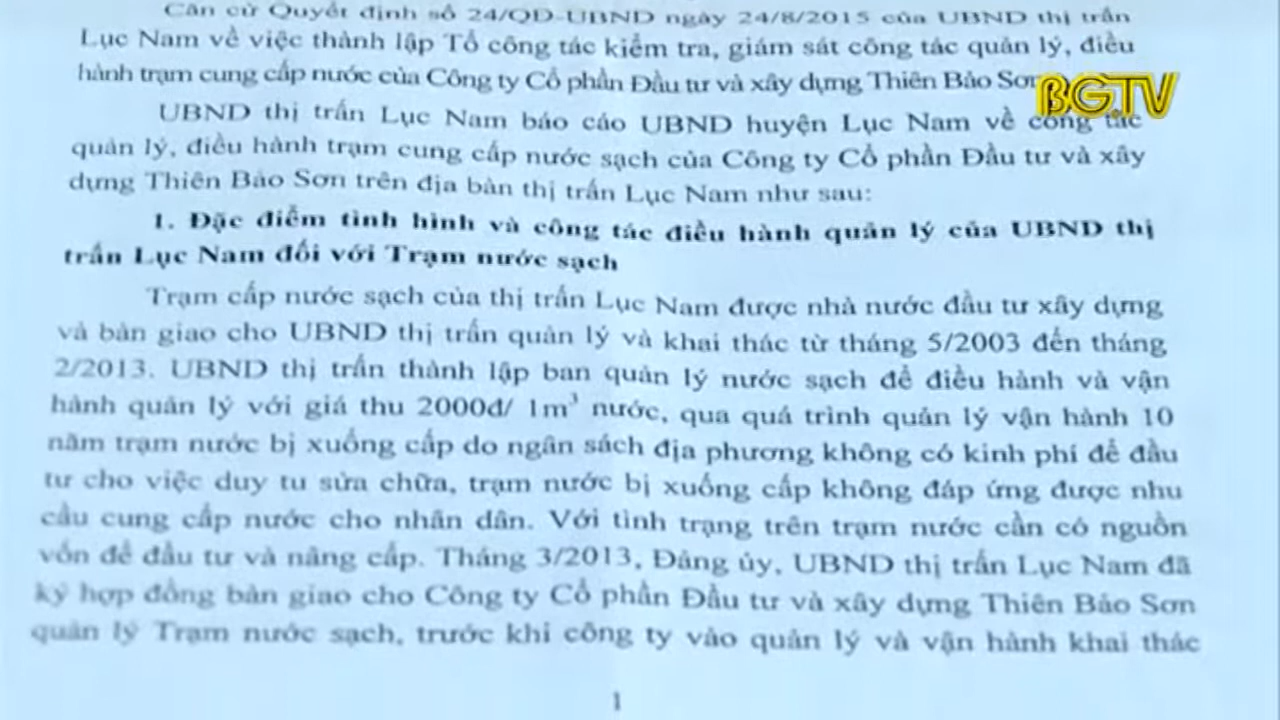 Căn cứ Quyết định số 24/QĐ-UBND ngày 24/8/2015 của UBND thị trấn
Lục Nam về việc thành lập Tổ công tác kiểm tra, giám sát công tác quản lý, điều
hành trạm cung cấp nước của Công ty Cổ phần Đầu tư và xây dựng Thiên Bảo Sơn
BGTV
UBND thị trấn Lục Nam báo cáo UBND huyện Lục Nam về công tác
quản lý, điều hành trạm cung cấp nước sạch của Công ty Cổ phần Đầu tư và xây
dựng Thiên Bảo Sơn trên địa bàn thị trấn Lục Nam như sau:
1. Đặc điểm tình hình và công tác điều hành quản lý của UBND thị
trấn Lục Nam đối với Trạm nước sạch
Trạm cấp nước sạch của thị trấn Lục Nam được nhà nước đầu tư xây dựng
và bàn giao cho UBND thị trấn quản lý và khai thác từ tháng 5/2003 đến tháng
2/2013. UBND thị trấn thành lập ban quản lý nước sạch để điều hành và vận
hành quản lý với giá thu 2000đ/ 1m³ nước, qua quá trình quản lý vận hành 10
năm trạm nước bị xuống cấp do ngân sách địa phương không có kinh phí để đầu
tư cho việc duy tu sửa chữa, trạm nước bị xuống cấp không đáp ứng được nhu
cầu cung cấp nước cho nhân dân. Với tình trạng trên trạm nước cần có nguồn
vốn để đầu tư và nâng cấp. Tháng 3/2013, Đảng ủy, UBND thị trấn Lục Nam đã
ký hợp đồng bàn giao cho Công ty Cổ phần Đầu tư và xây dựng Thiên Bảo Sơn
quản lý Trạm nước sạch, trước khi công ty vào quản lý và vận hành khai thác
1